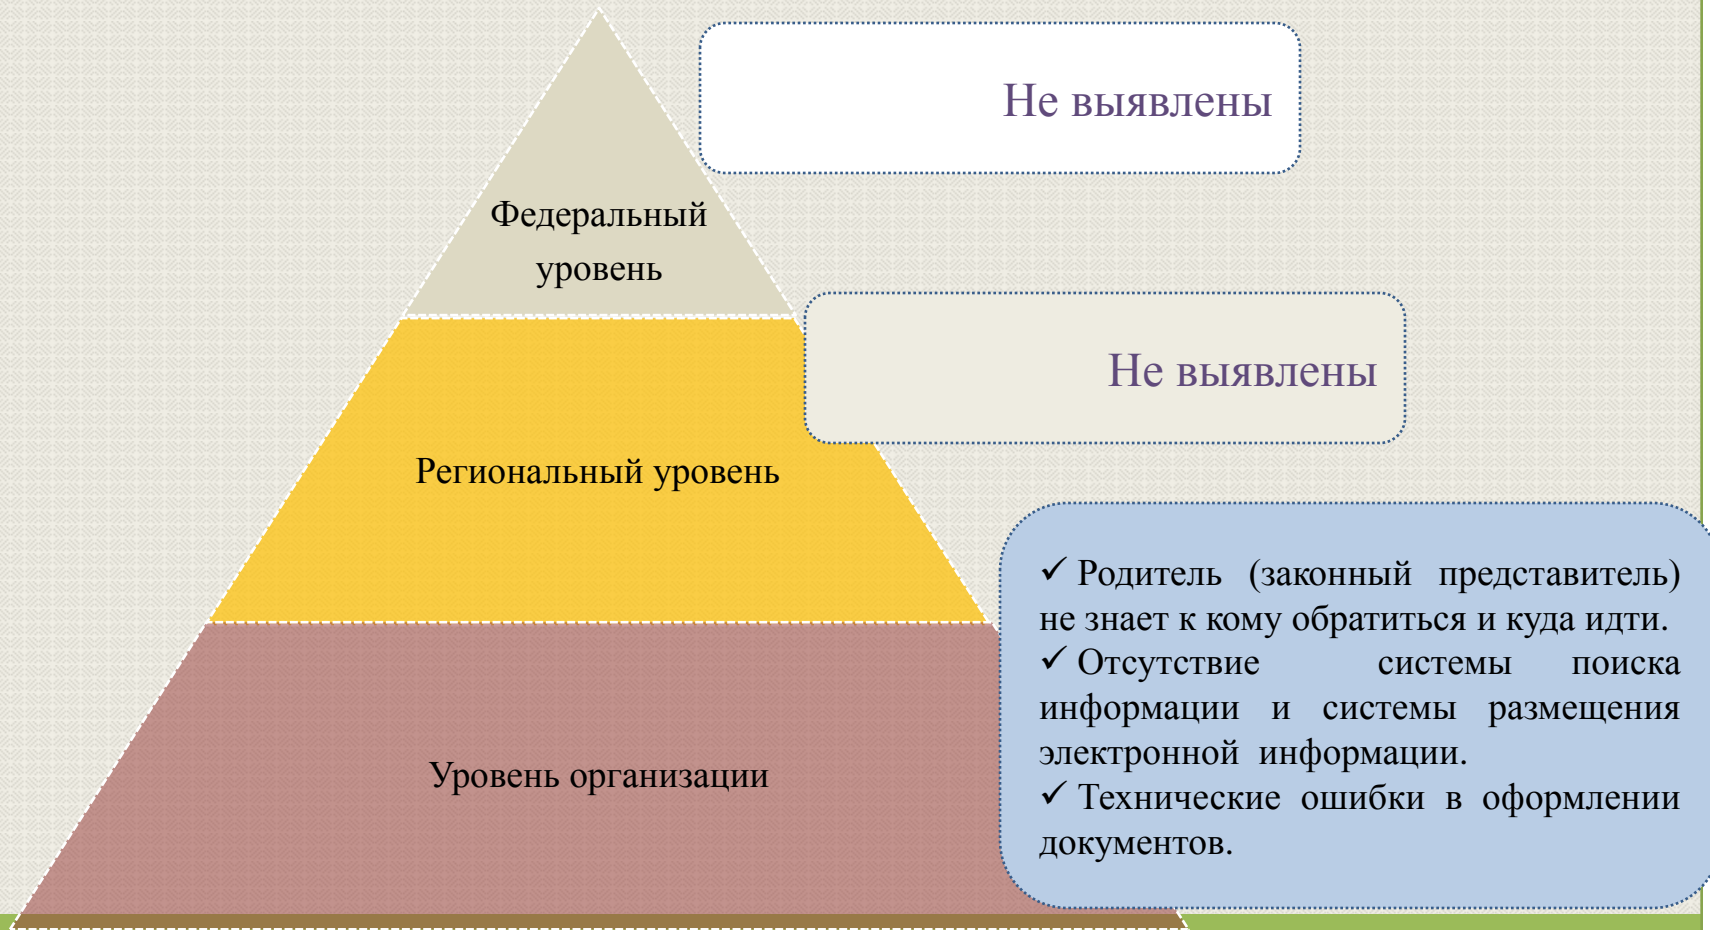 Не выявлены
Федеральный
уровень
Не выявлены
Региональный уровень
✓ Родитель (законный представитель)
не знает к кому обратиться и куда идти.
✓ Отсутствие системы поиска
информации и системы размещения
электронной информации.
✓ Технические ошибки в оформлении
документов.
Уровень организации